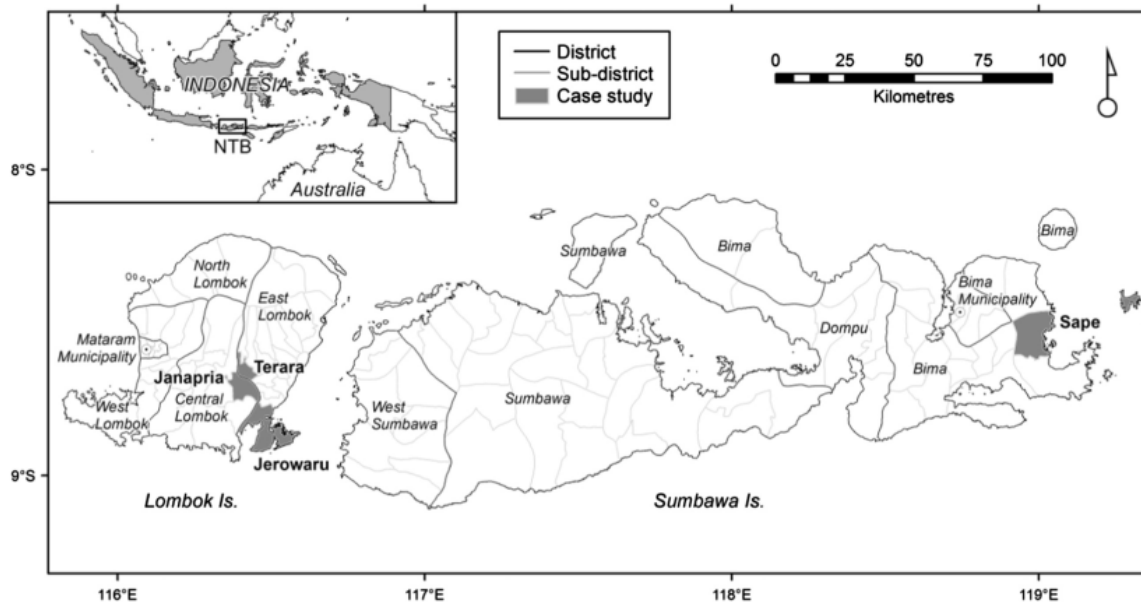 INDONESIA
NTB
Australia
District
Sub-district
Case study
0 25 50 75 100
Kilometres
8°S
9°S
North
Lombok
East
Lombok
Mataram
Municipality
Janapria
Terara
West
Lombok
Central
Lombok
Jerowaru
Lombok Is.
Sumbawa
West
Sumbawa
Sumbawa
Bima
Dompu
Bima
Bima
Municipality
Bima
Sape
Sumbawa Is.
116°E 117°E 118°E 119°E